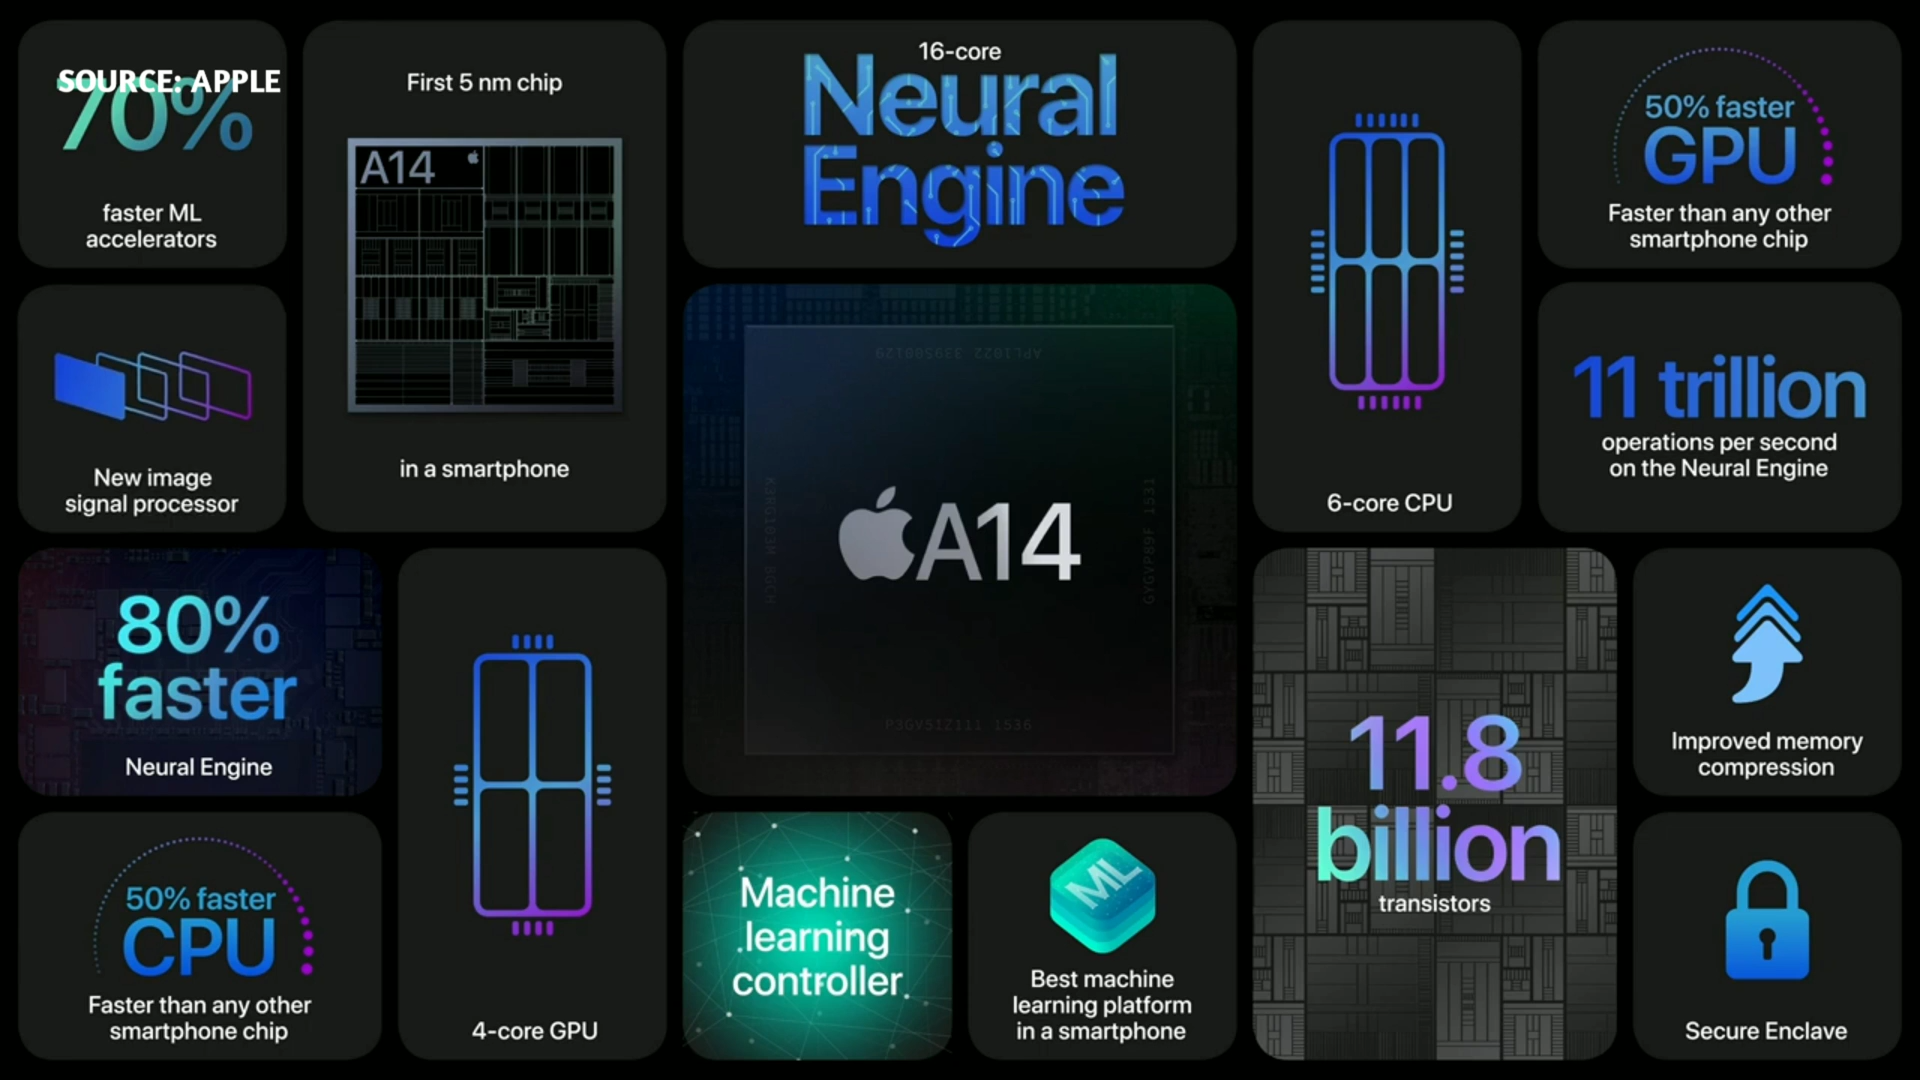 SOURCE: APPLE
70%
faster ML
accelerators
First 5 nm chip
A14
in a smartphone
16-core
Neural
Engine
6-core CPU
50% faster
GPU
Faster than any other
smartphone chip
New image
signal processor
11 trillion
operations per second
on the Neural Engine
A14
P3GV5IZ111 1536
80%
faster
Neural Engine
4-core GPU
11.8
billion
transistors
Improved memory
compression
50% faster
CPU
Faster than any other
smartphone chip
Machine
learning
controller
ML
Best machine
learning platform
in a smartphone
Secure Enclave